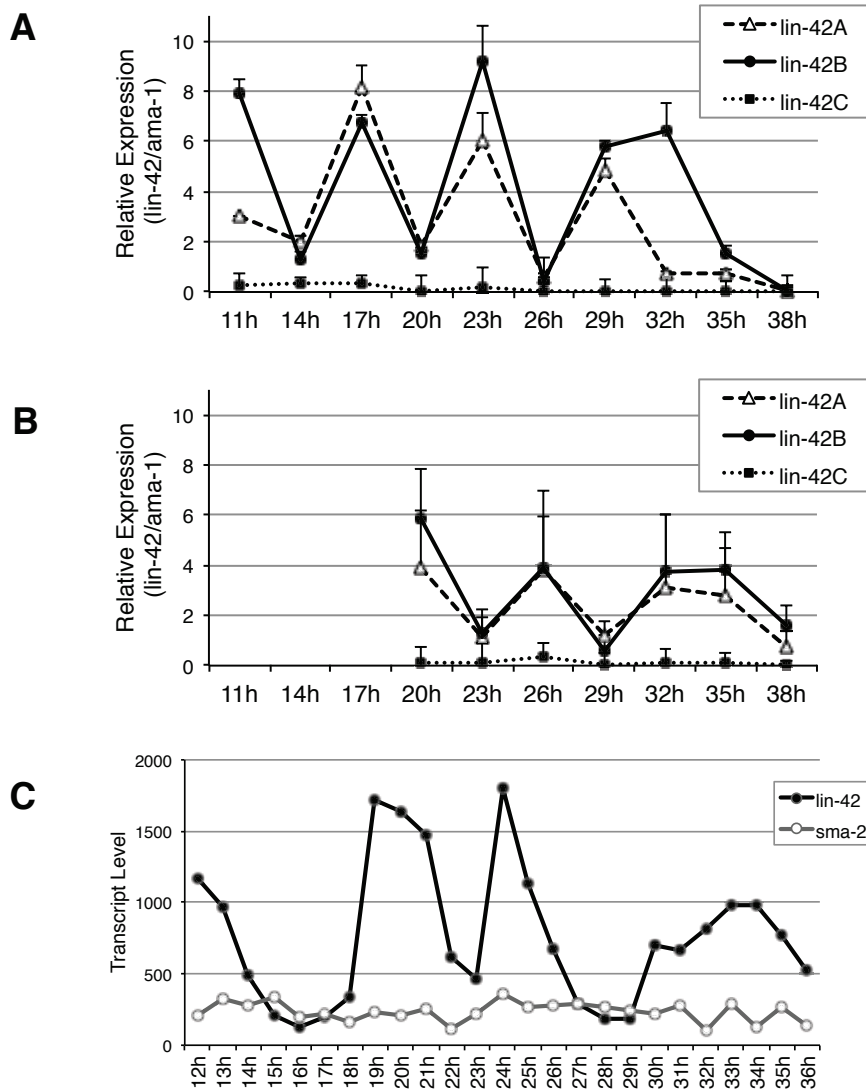 A
Relative Expression
(lin-42/ama-1)
10
8
6
4
2
0
11h 14h 17h 20h 23h 26h 29h 32h 35h 38h
lin-42A
lin-42B
lin-42C
B
Relative Expression
(lin-42/ama-1)
10
8
6
4
2
0
11h 14h 17h 20h 23h 26h 29h 32h 35h 38h
lin-42A
lin-42B
lin-42C
C
Transcript Level
2000
1500
1000
500
0
12h 13h 14h 15h 16h 17h 18h 19h 20h 21h 22h 23h 24h 25h 26h 27h 28h 29h 30h 31h 32h 33h 34h 35h 36h
lin-42
sma-2